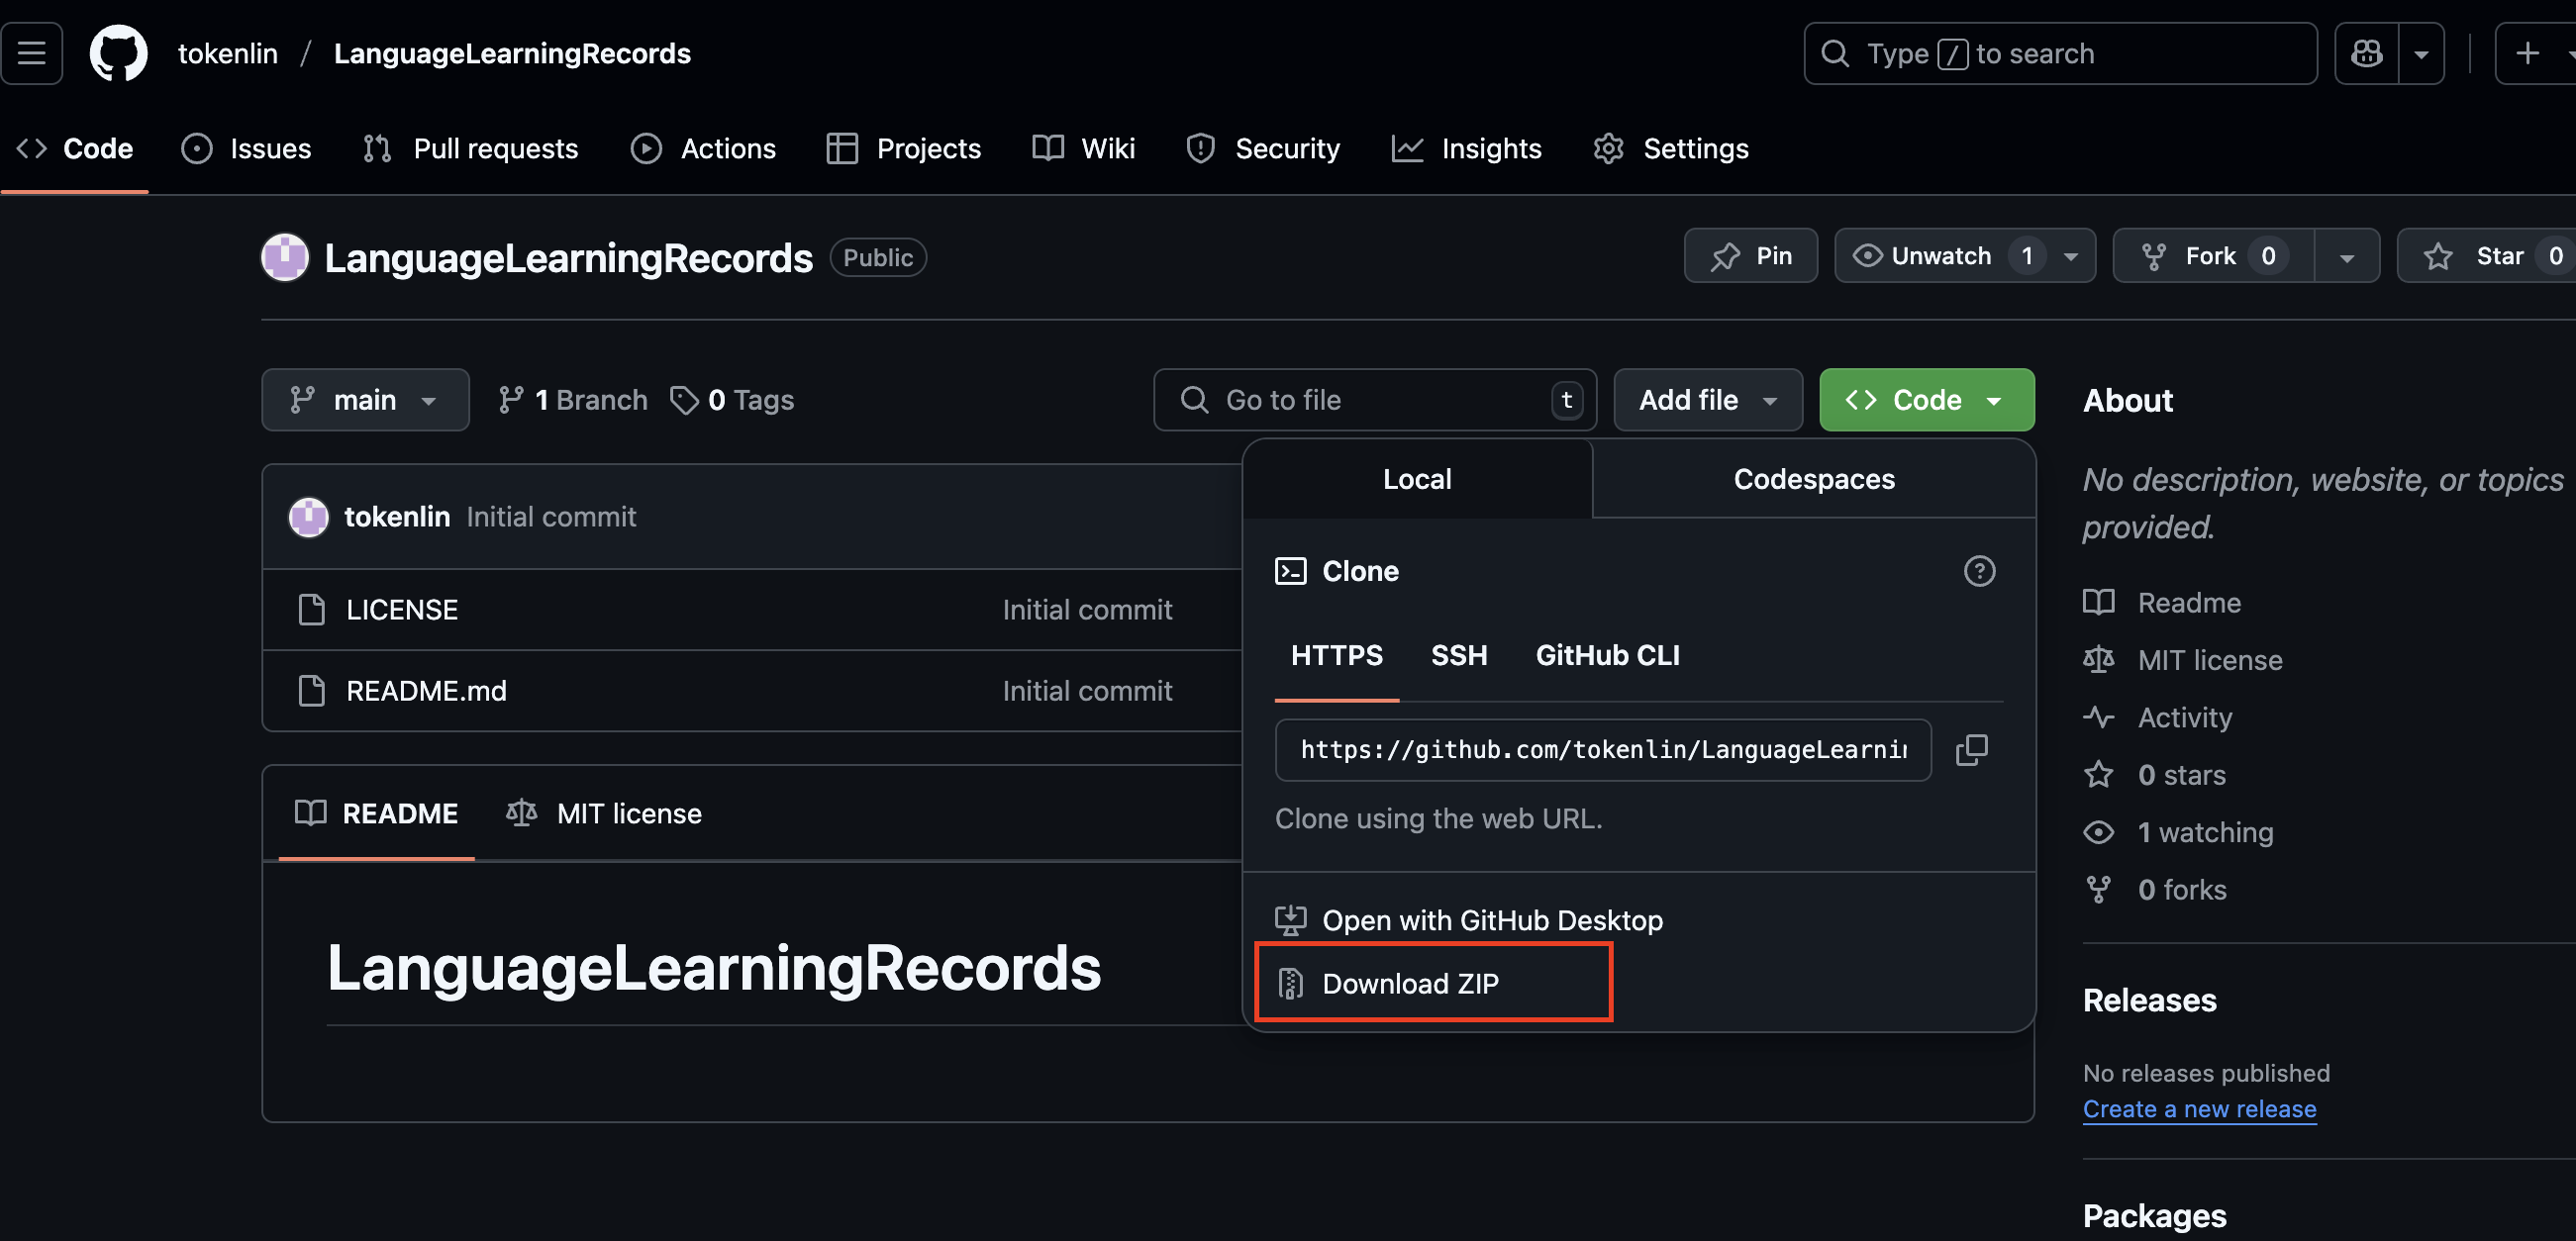 tokenlin / LanguageLearningRecords
Type / to search
Code Issues Pull requests Actions Projects Wiki Security Insights Settings
LanguageLearningRecords Public
Pin Unwatch 1 Fork 0 Star 0
main 1 Branch 0 Tags
Go to file t Add file Code
tokenlin Initial commit
LICENSE Initial commit
README.md Initial commit
README MIT license
LanguageLearningRecords
Local Codespaces
Clone
HTTPS SSH GitHub CLI
https://github.com/tokenlin/LanguageLearnin
Clone using the web URL.
Open with GitHub Desktop
Download ZIP
About
No description, website, or topics
provided.
Readme
MIT license
Activity
0 stars
1 watching
0 forks
Releases
No releases published
Create a new release
Packages